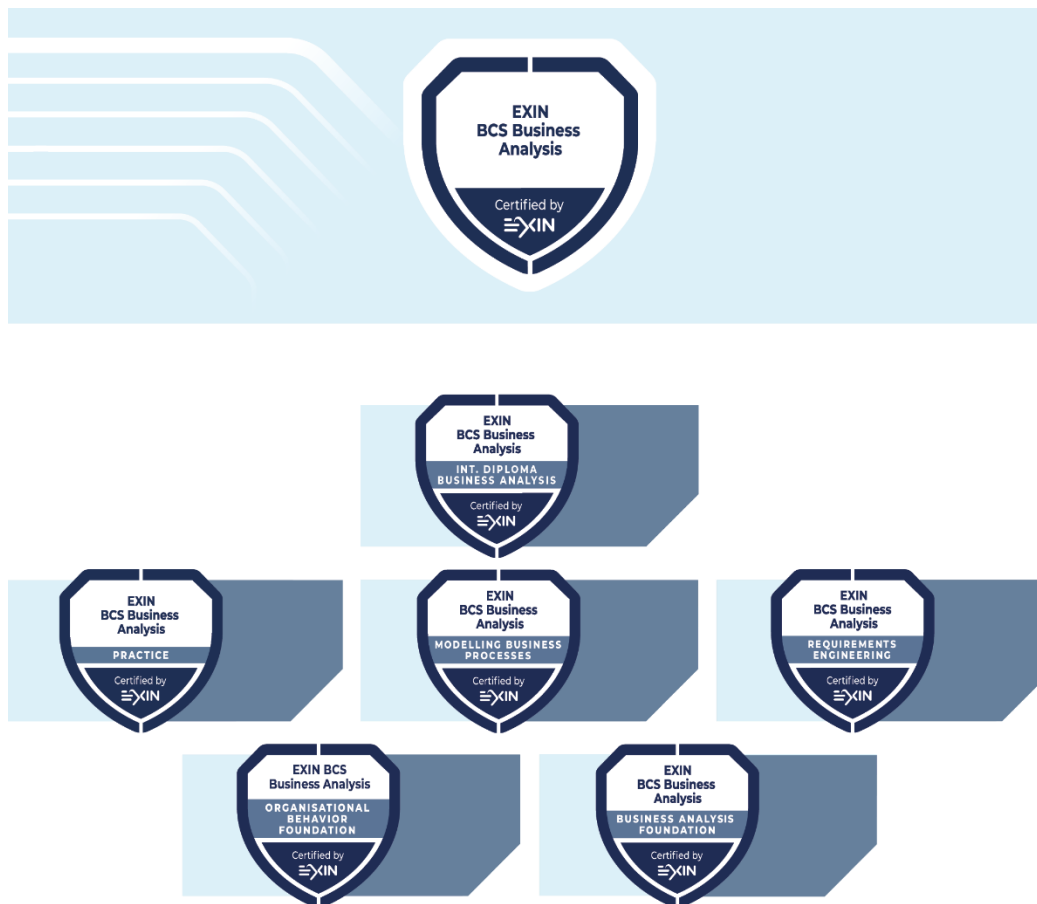 EXIN
BCS Business
Analysis
Certified by
EXIN
EXIN
BCS Business
Analysis
INT. DIPLOMA
BUSINESS ANALYSIS
Certified by
EXIN
EXIN
BCS Business
Analysis
PRACTICE
Certified by
EXIN
EXIN
BCS Business
Analysis
MODELLING BUSINESS
PROCESSES
Certified by
EXIN
EXIN
BCS Business
Analysis
REQUIREMENTS
ENGINEERING
Certified by
EXIN
EXIN BCS
Business Analysis
ORGANISATIONAL
BEHAVIOR
FOUNDATION
Certified by
EXIN
EXIN
BCS Business
Analysis
BUSINESS ANALYSIS
FOUNDATION
Certified by
EXIN